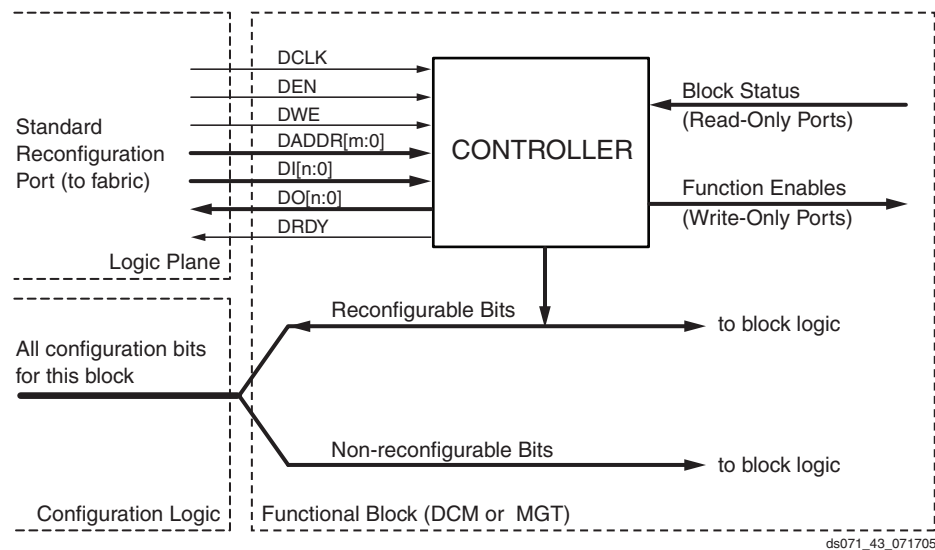 DCLK
DEN
DWE
DADDR[m:0]
DI[n:0]
DO[n:0]
DRDY
Standard
Reconfiguration
Port (to fabric)
Logic Plane
CONTROLLER
Block Status
(Read-Only Ports)
Function Enables
(Write-Only Ports)
Reconfigurable Bits
to block logic
All configuration bits
for this block
Non-reconfigurable Bits
to block logic
Configuration Logic
Functional Block (DCM or MGT)
ds071_43_071705